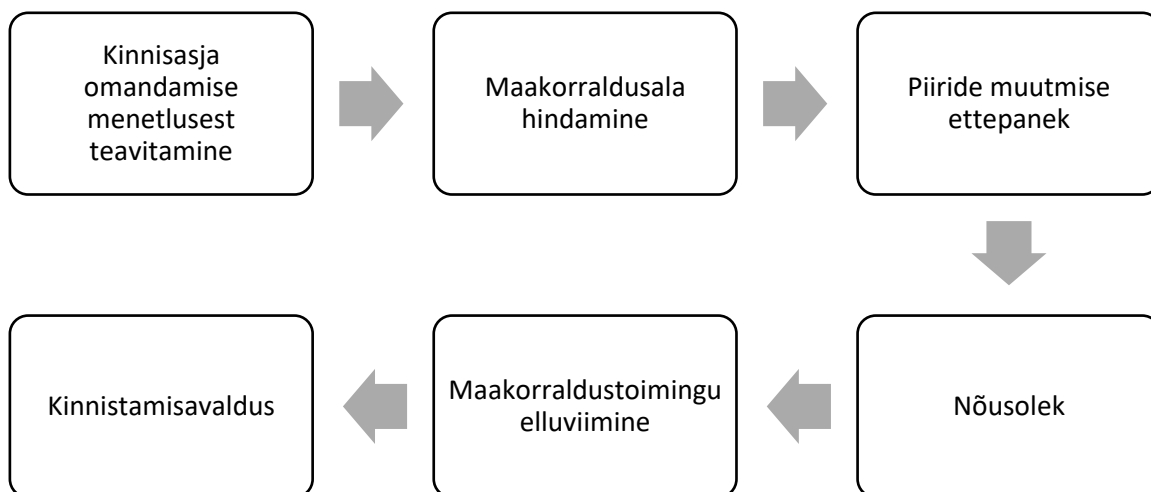 Kinnisasja
omandamise
menetlusest
teavitamine
Maakorraldusala
hindamine
Piiride muutmise
ettepanek
Nõusolek
Maakorraldustoimingu
elluviimine
Kinnistamisavaldus